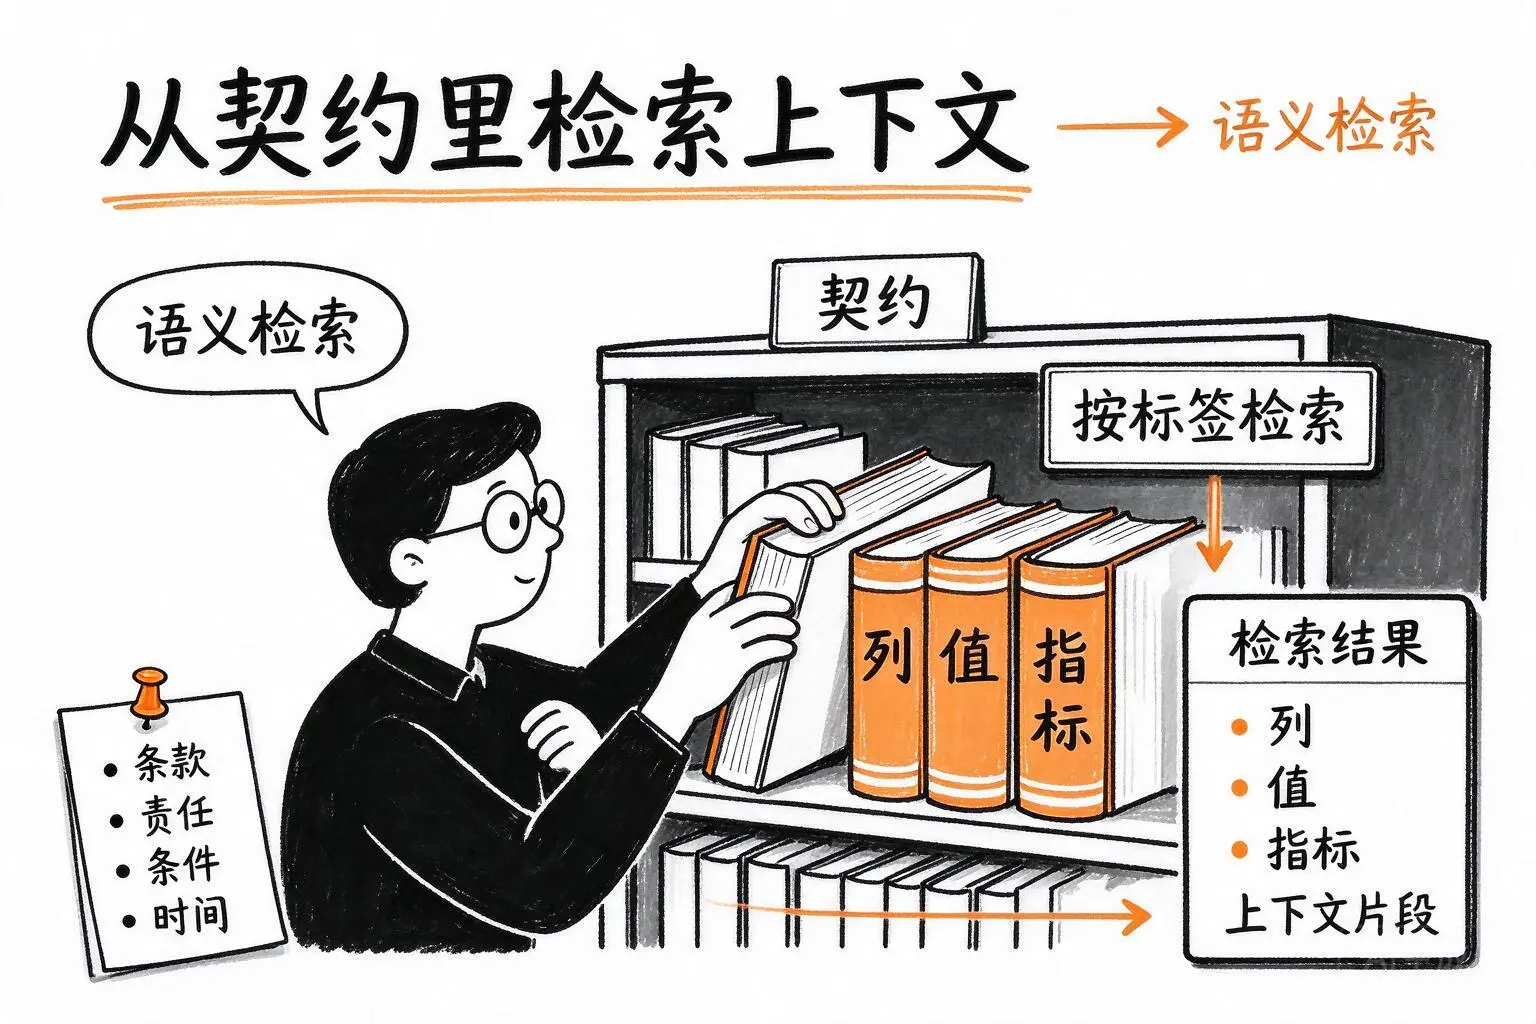 从契约里检索上下文
语义检索
语义检索
契约
按标签检索
列
值
指标
检索结果
• 列
• 值
• 指标
上下文片段
• 条款
• 责任
• 条件
• 时间